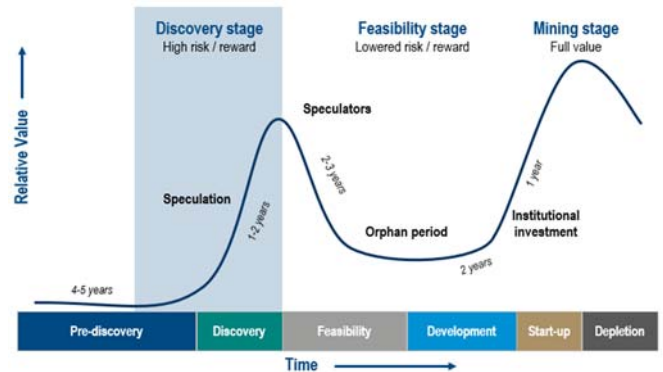 Discovery stage
High risk / reward
Feasibility stage
Lowered risk / reward
Mining stage
Full value
Relative Value
Speculators
Speculation
2-3 years
1-2 years
1 year
Orphan period
Institutional
investment
2 years
4-5 years
Pre-discovery
Discovery
Feasibility
Development
Start-up
Depletion
Time